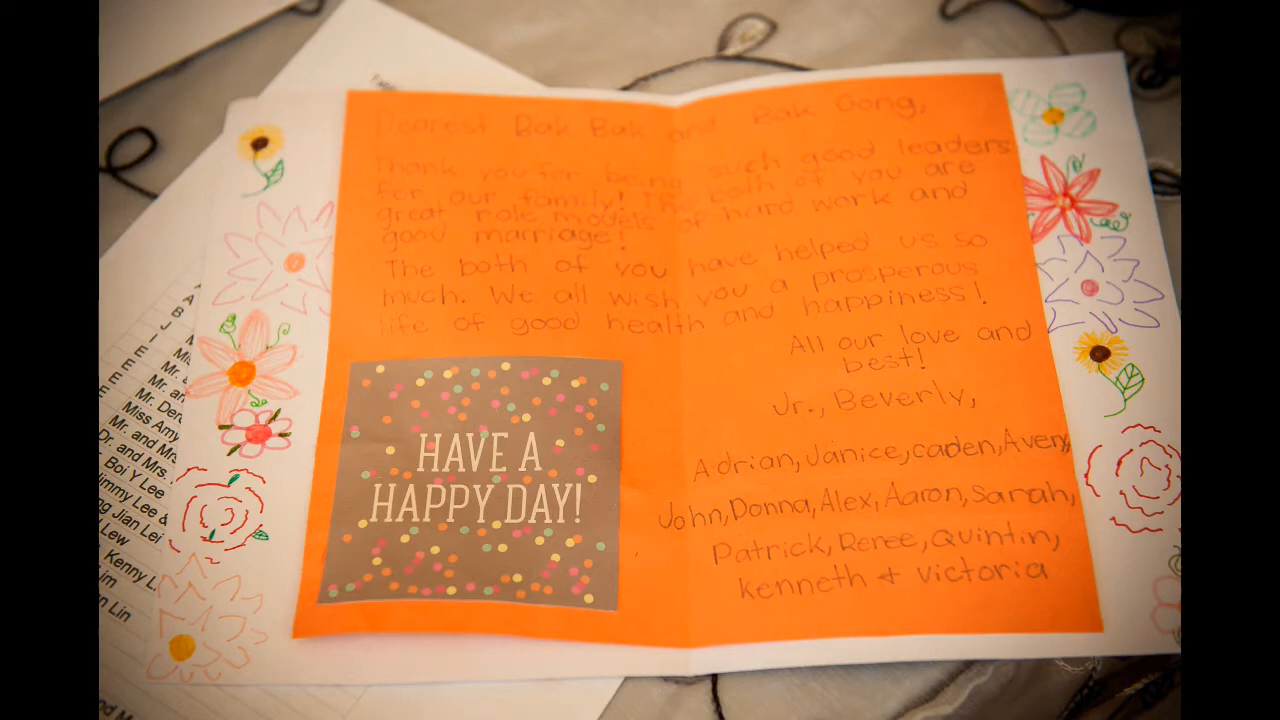 Dearest Bak Bak and Bak Gong,
Thank you for being such good leaders
for our family! The both of you are
great role models of hard work and
good marriage!
The both of you have helped us so
much. We all wish you a prosperous
life of good health and happiness!
All our love and
best!
Jr., Beverly,
Adrian, Janice, caden, Avery,
John, Donna, Alex, Aaron, Sarah,
Patrick, Renee, Quintin,
Kenneth & Victoria
HAVE A
HAPPY DAY!
A
B
J
I
E
E
E
Mr.
Mr.
Miss Amy
Mr. and
Dr. and Mrs.
Boi Y Lee
Jimmy Lee &
Jian Lei
Lew
Kenny L
Lin